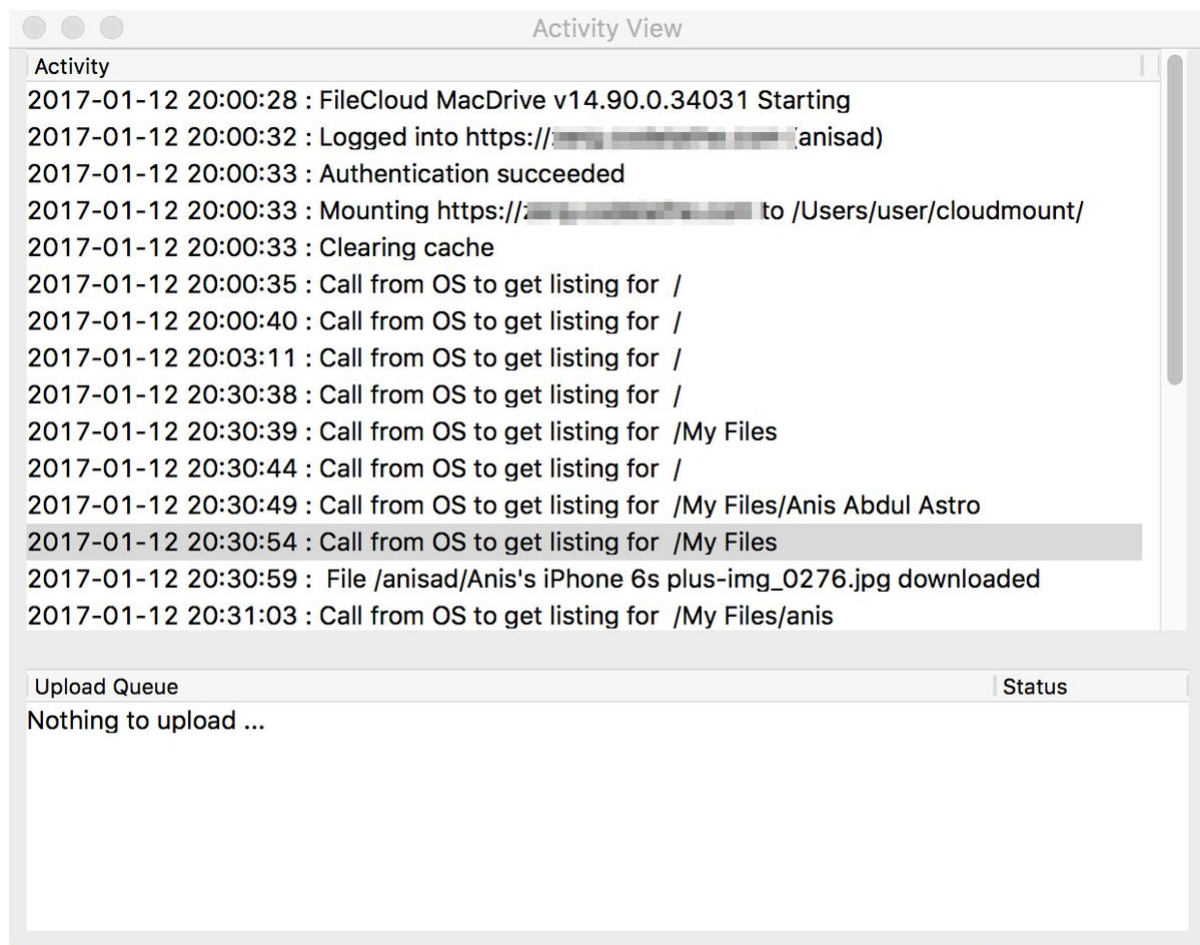 Activity View
Activity
2017-01-12 20:00:28 : FileCloud MacDrive v14.90.0.34031 Starting
2017-01-12 20:00:32 : Logged into https:// (anisad)
2017-01-12 20:00:33 : Authentication succeeded
2017-01-12 20:00:33 : Mounting https:// to /Users/user/cloudmount/
2017-01-12 20:00:33 : Clearing cache
2017-01-12 20:00:35 : Call from OS to get listing for  /
2017-01-12 20:00:40 : Call from OS to get listing for  /
2017-01-12 20:03:11 : Call from OS to get listing for  /
2017-01-12 20:30:38 : Call from OS to get listing for  /
2017-01-12 20:30:39 : Call from OS to get listing for  /My Files
2017-01-12 20:30:44 : Call from OS to get listing for  /
2017-01-12 20:30:49 : Call from OS to get listing for  /My Files/Anis Abdul Astro
2017-01-12 20:30:54 : Call from OS to get listing for  /My Files
2017-01-12 20:30:59 :  File /anisad/Anis's iPhone 6s plus-img_0276.jpg downloaded
2017-01-12 20:31:03 : Call from OS to get listing for  /My Files/anis
Upload Queue Status
Nothing to upload ...